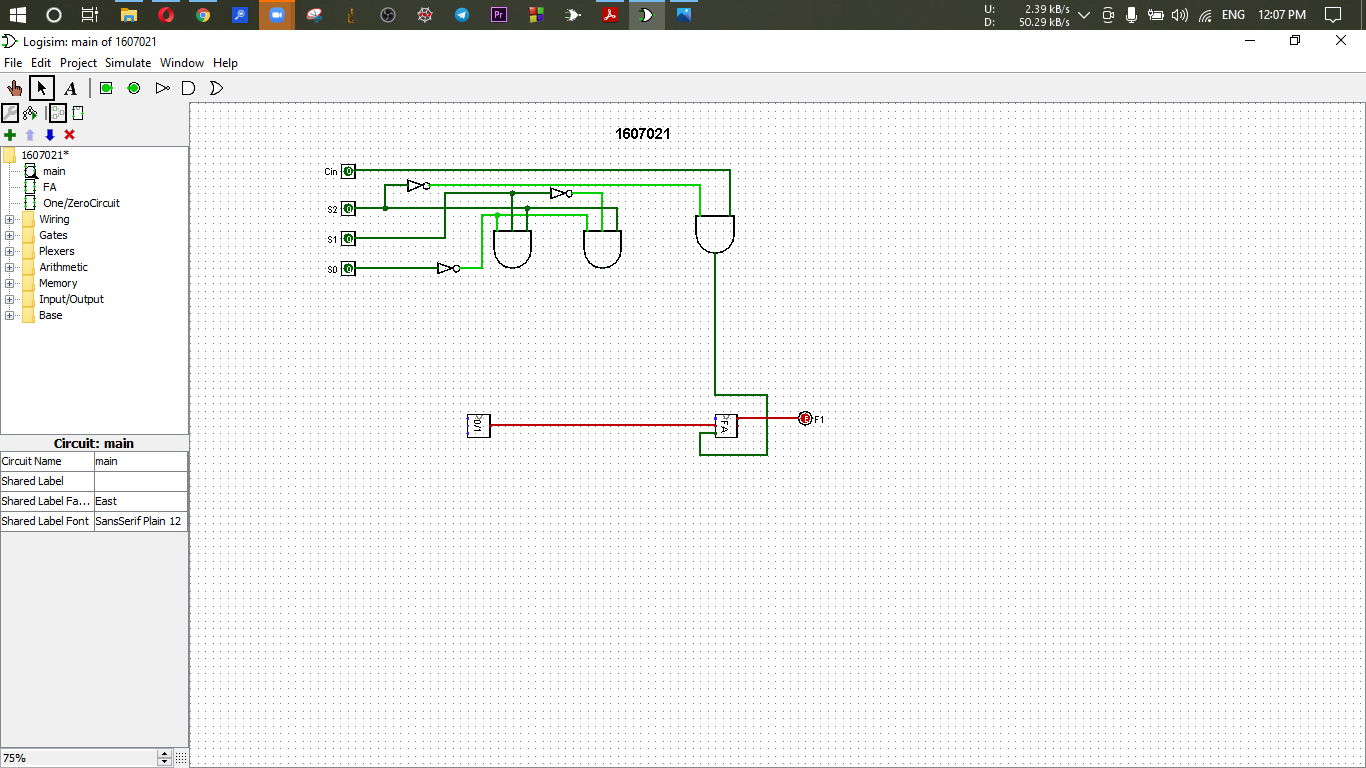 U: 2.39 kB/s
D: 50.29 kB/s
ENG 12:07 PM
Logisim: main of 1607021
File Edit Project Simulate Window Help
A
1607021*
main
FA
One/ZeroCircuit
Wiring
Gates
Plexers
Arithmetic
Memory
Input/Output
Base
Circuit: main
Circuit Name main
Shared Label
Shared Label Fa... East
Shared Label Font SansSerif Plain 12
75%
1607021
Cin 0
S2 0
S1 0
S0 0
0/1
FA
E F1
Pr